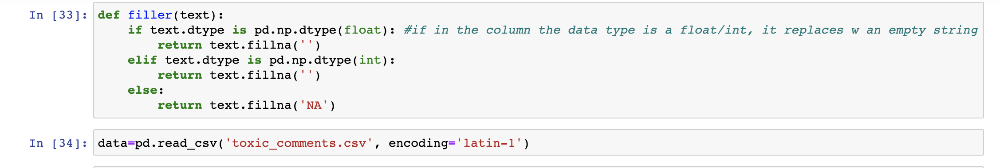 In [33]: def filler(text):
    if text.dtype is pd.np.dtype(float): #if in the column the data type is a float/int, it replaces w an empty string
        return text.fillna('')
    elif text.dtype is pd.np.dtype(int):
        return text.fillna('')
    else:
        return text.fillna('NA')
In [34]: data=pd.read_csv('toxic_comments.csv', encoding='latin-1')